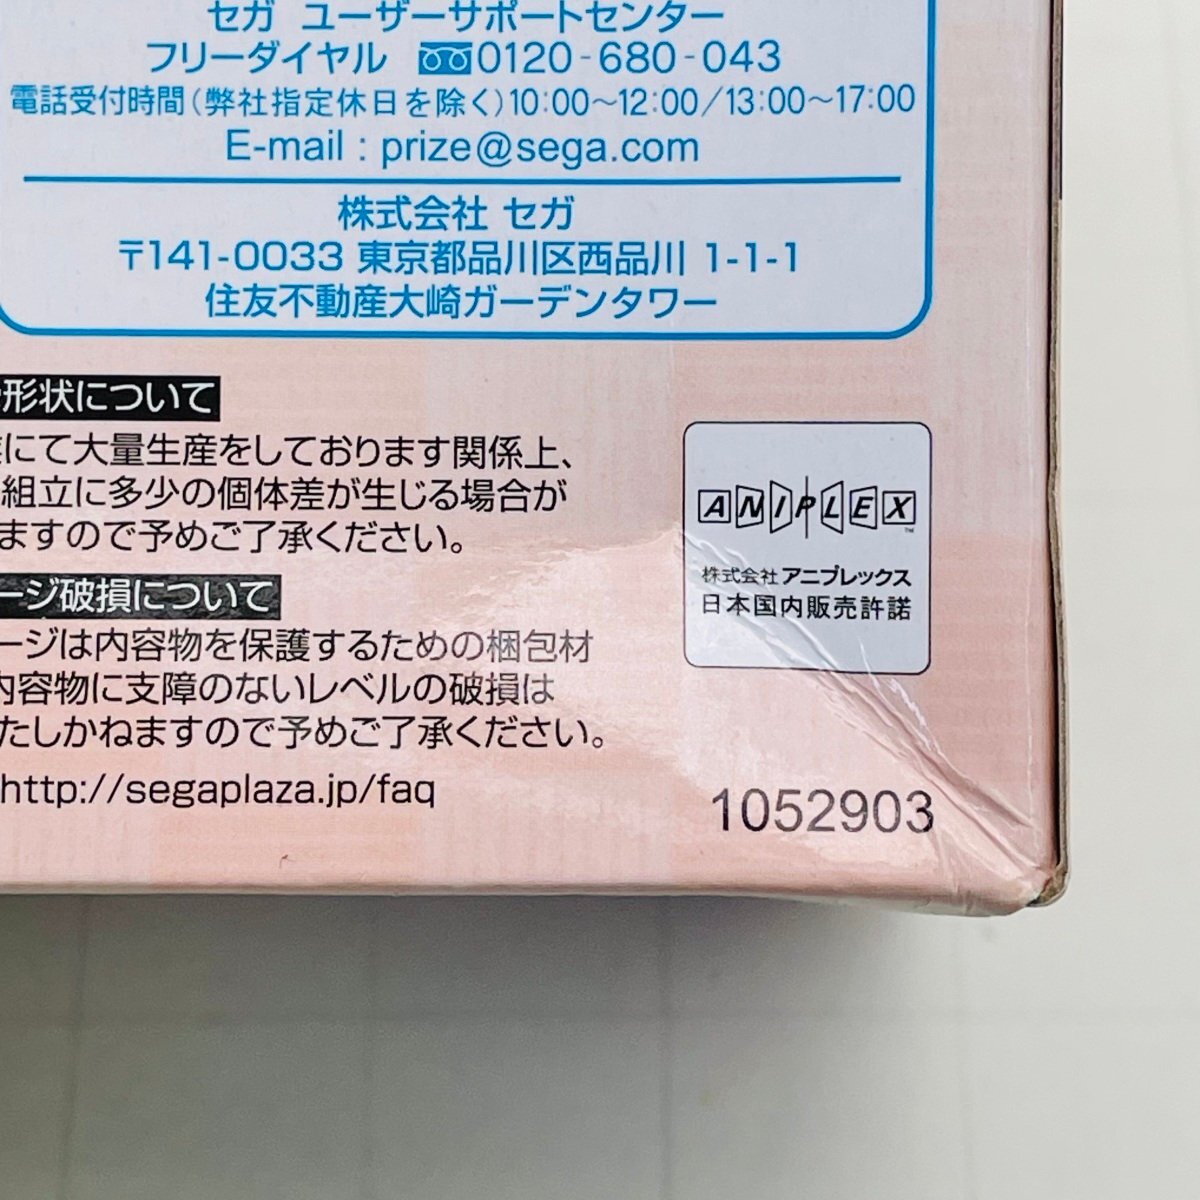 セガ ユーザーサポートセンター
フリーダイヤル 0120-680-043
電話受付時間(弊社指定休日を除く)10:00～12:00/13:00～17:00
E-mail : prize@sega.com
株式会社 セガ
〒141-0033 東京都品川区西品川 1-1-1
住友不動産大崎ガーデンタワー
形状について
にて大量生産をしております関係上、
組立に多少の個体差が生じる場合が
ますので予めご了承ください。
ージ破損について
ージは内容物を保護するための梱包材
内容物に支障のないレベルの破損は
たしかねますので予めご了承ください。
http://segaplaza.jp/faq
ANIPLEX™
株式会社 アニプレックス
日本国内販売許諾
1052903